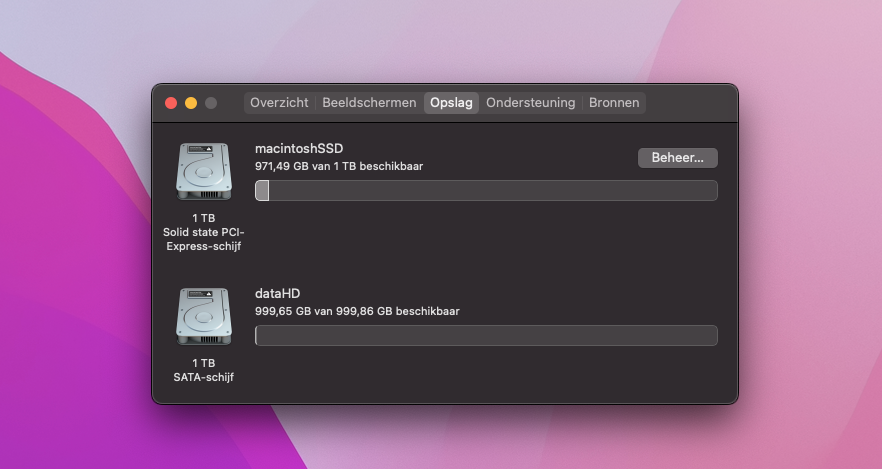 Overzicht Beeldschermen Opslag Ondersteuning Bronnen
macintoshSSD
971,49 GB van 1 TB beschikbaar
Beheer...
1 TB
Solid state PCI-
Express-schijf
dataHD
999,65 GB van 999,86 GB beschikbaar
1 TB
SATA-schijf